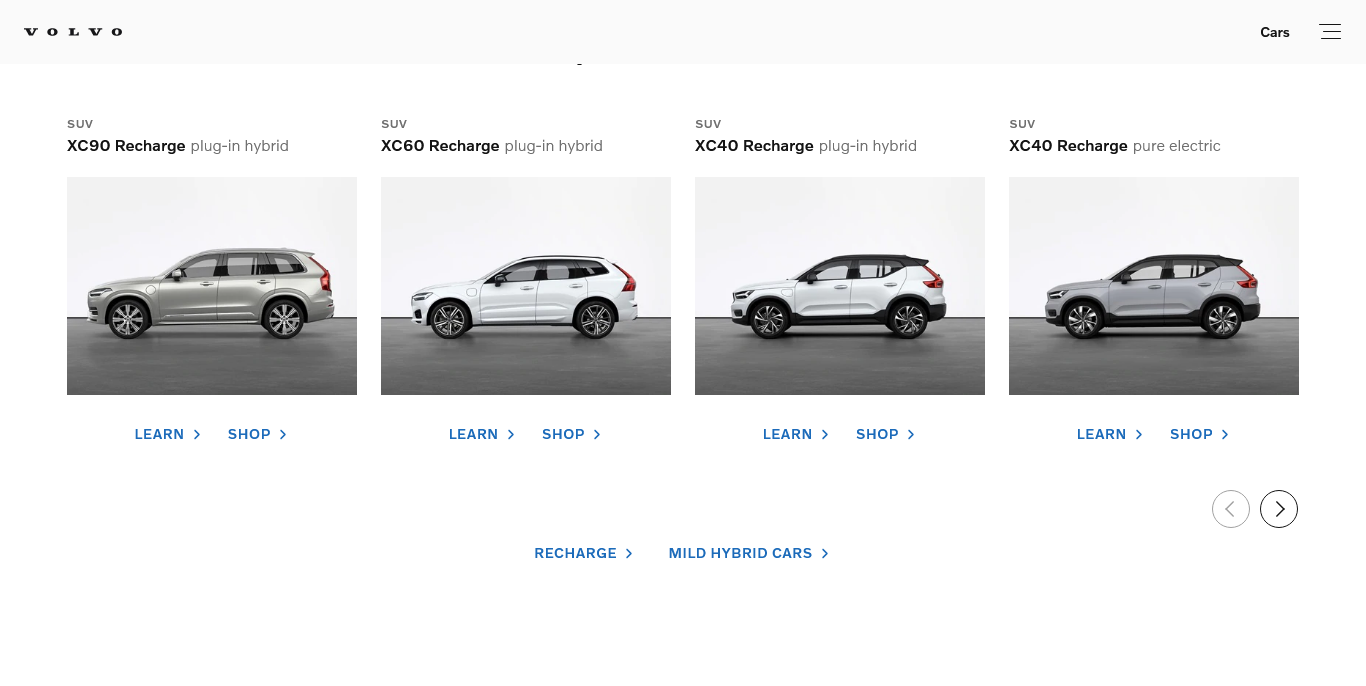 VOLVO
Cars
SUV
XC90 Recharge plug-in hybrid
SUV
XC60 Recharge plug-in hybrid
SUV
XC40 Recharge plug-in hybrid
SUV
XC40 Recharge pure electric
LEARN
SHOP
LEARN
SHOP
LEARN
SHOP
LEARN
SHOP
RECHARGE
MILD HYBRID CARS